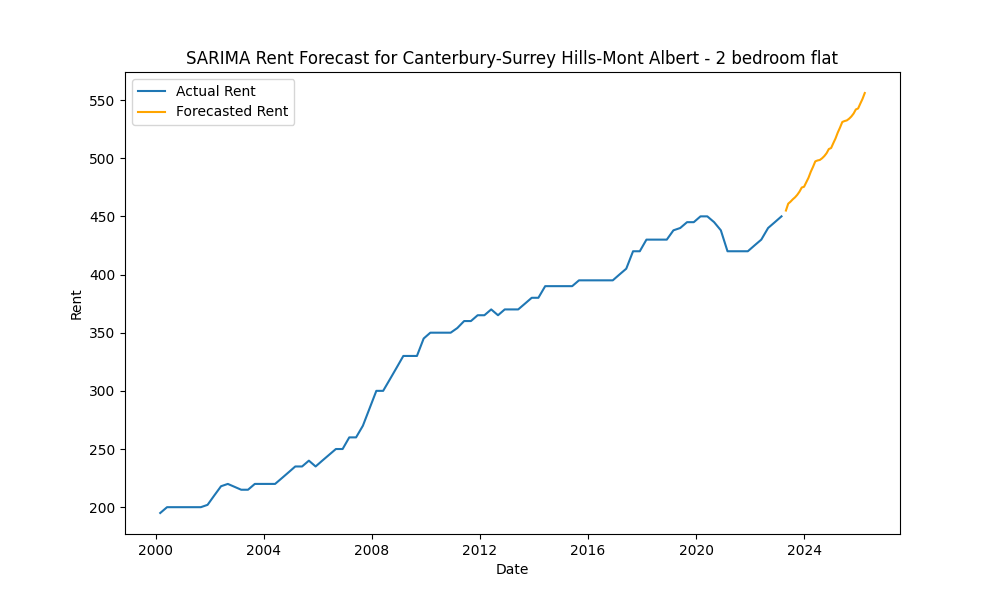 SARIMA Rent Forecast for Canterbury-Surrey Hills-Mont Albert - 2 bedroom flat
Actual Rent
Forecasted Rent
550
500
450
400
350
300
250
200
Rent
2000 2004 2008 2012 2016 2020 2024
Date